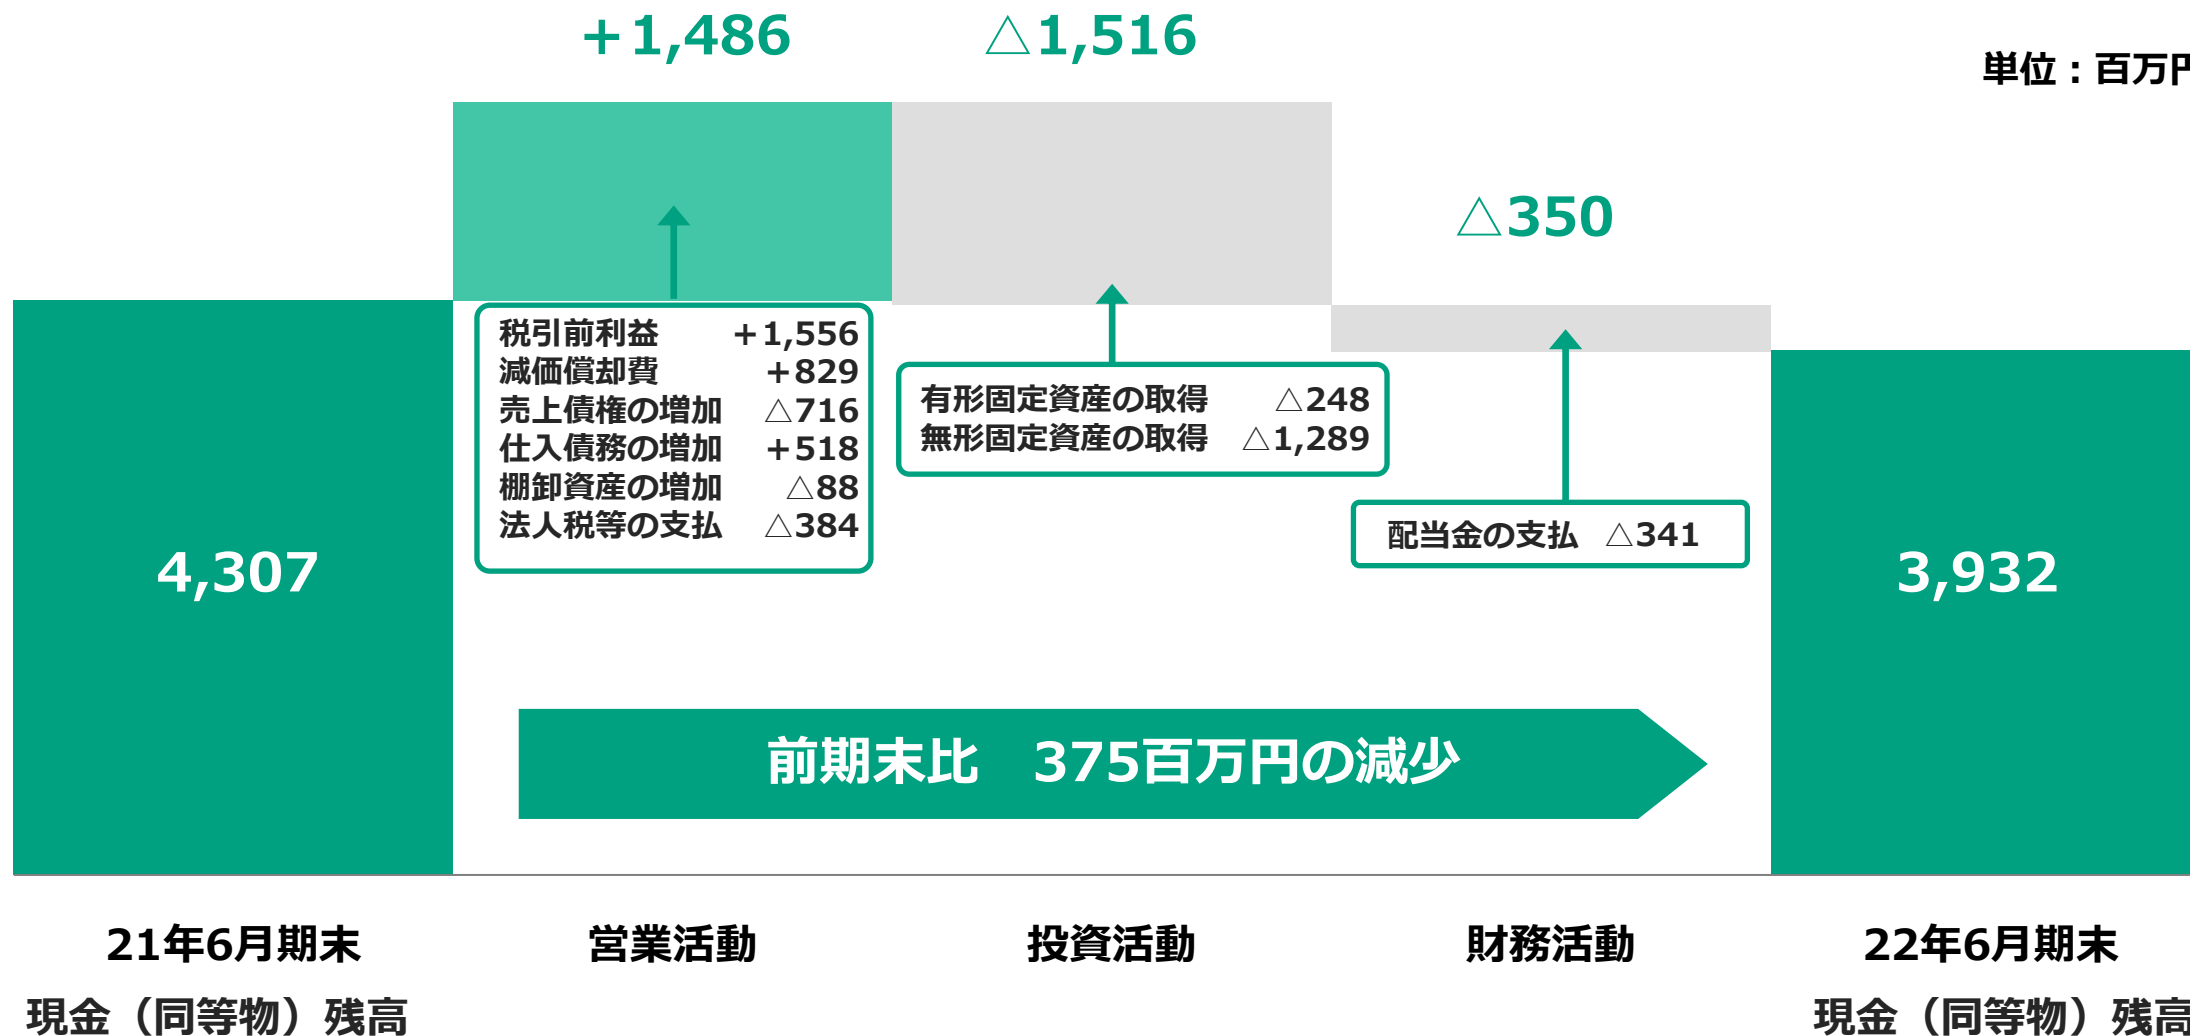 +1,486
△1,516
単位:百万円
△350
税引前利益 +1,556
減価償却費 +829
売上債権の増加 △716
仕入債務の増加 +518
棚卸資産の増加 △88
法人税等の支払 △384
有形固定資産の取得 △248
無形固定資産の取得 △1,289
配当金の支払 △341
4,307
3,932
前期末比 375百万円の減少
21年6月期末
営業活動
投資活動
財務活動
22年6月期末
現金(同等物)残高
現金(同等物)残高